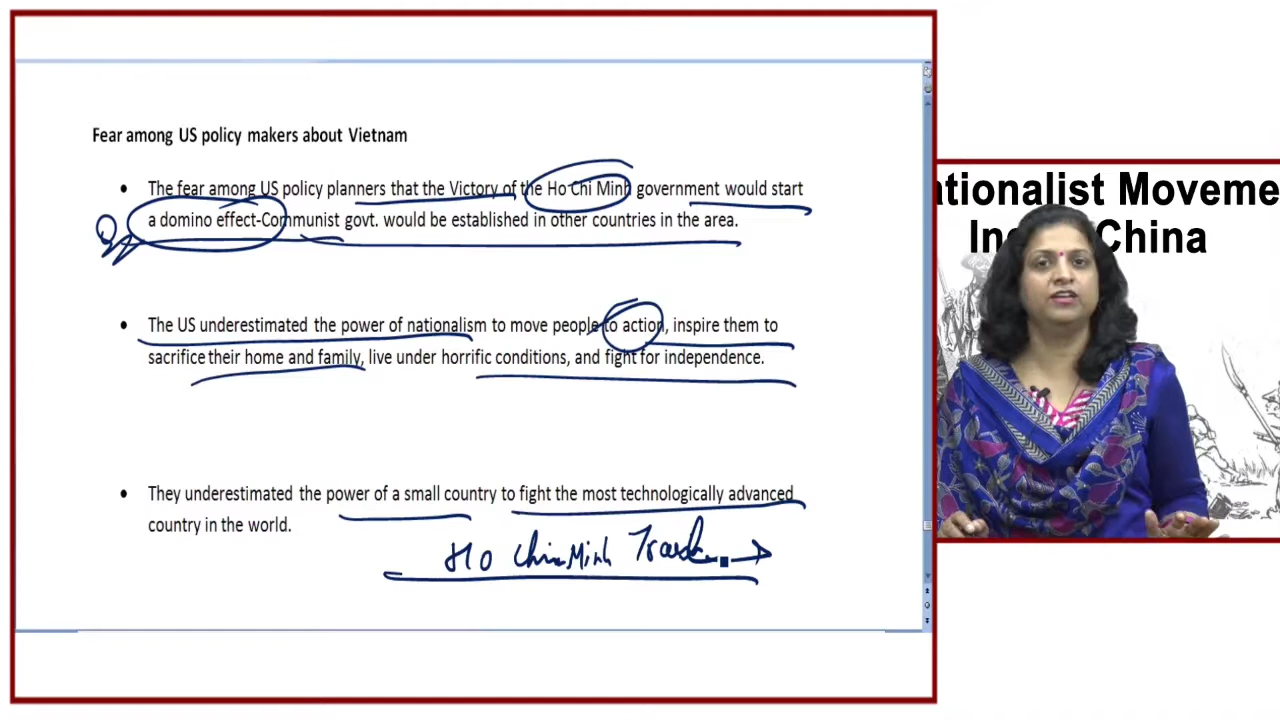 Fear among US policy makers about Vietnam
• The fear among US policy planners that the Victory of the Ho Chi Minh government would start
a domino effect-Communist govt. would be established in other countries in the area.
• The US underestimated the power of nationalism to move people to action, inspire them to
sacrifice their home and family, live under horrific conditions, and fight for independence.
• They underestimated the power of a small country to fight the most technologically advanced
country in the world.
Ho Chi Minh
ationalist Moveme
In China